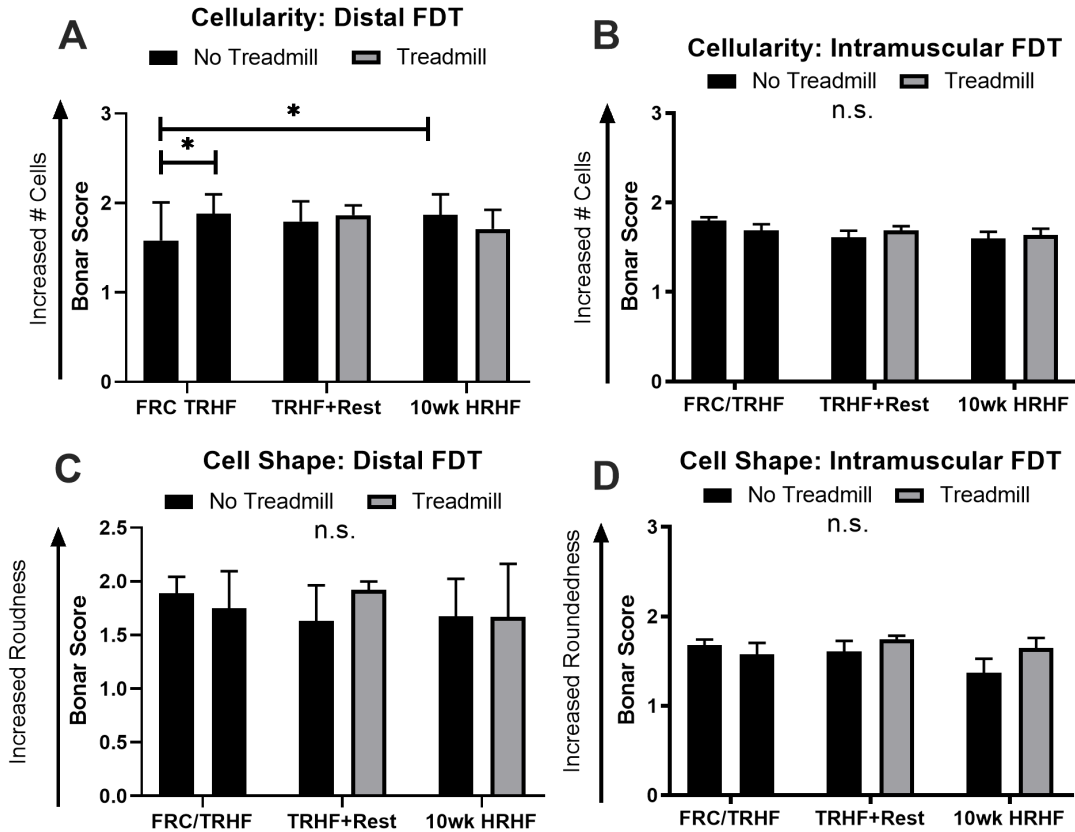 A
Cellularity: Distal FDT
No Treadmill Treadmill
Increased # Cells
Bonar Score
3
2
1
0
*
*
FRC TRHF TRHF+Rest 10wk HRHF
B
Cellularity: Intramuscular FDT
No Treadmill Treadmill
n.s.
Increased # Cells
Bonar Score
3
2
1
0
FRC/TRHF TRHF+Rest 10wk HRHF
C
Cell Shape: Distal FDT
No Treadmill Treadmill
n.s.
Increased Roudness
Bonar Score
2.5
2.0
1.5
1.0
0.5
0.0
FRC/TRHF TRHF+Rest 10wk HRHF
D
Cell Shape: Intramuscular FDT
No Treadmill Treadmill
n.s.
Increased Roundedness
Bonar Score
3
2
1
0
FRC/TRHF TRHF+Rest 10wk HRHF